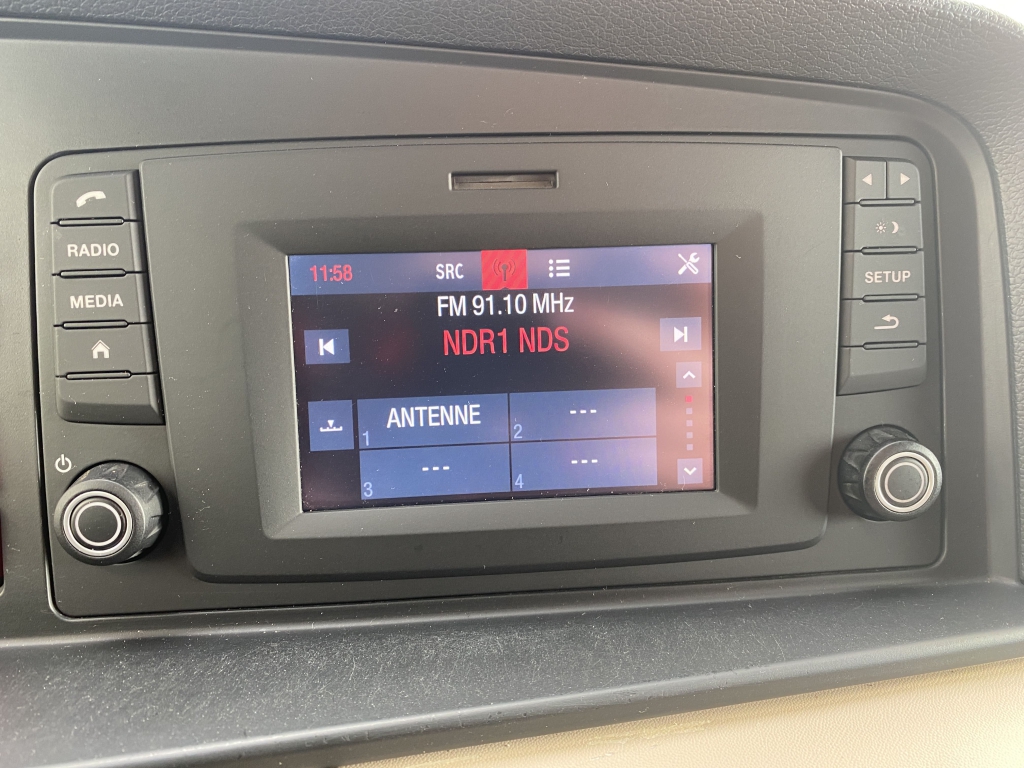 RADIO
MEDIA
SETUP
11:58 SRC
FM 91.10 MHz
NDR1 NDS
1 ANTENNE
2 ---
3 ---
4 ---